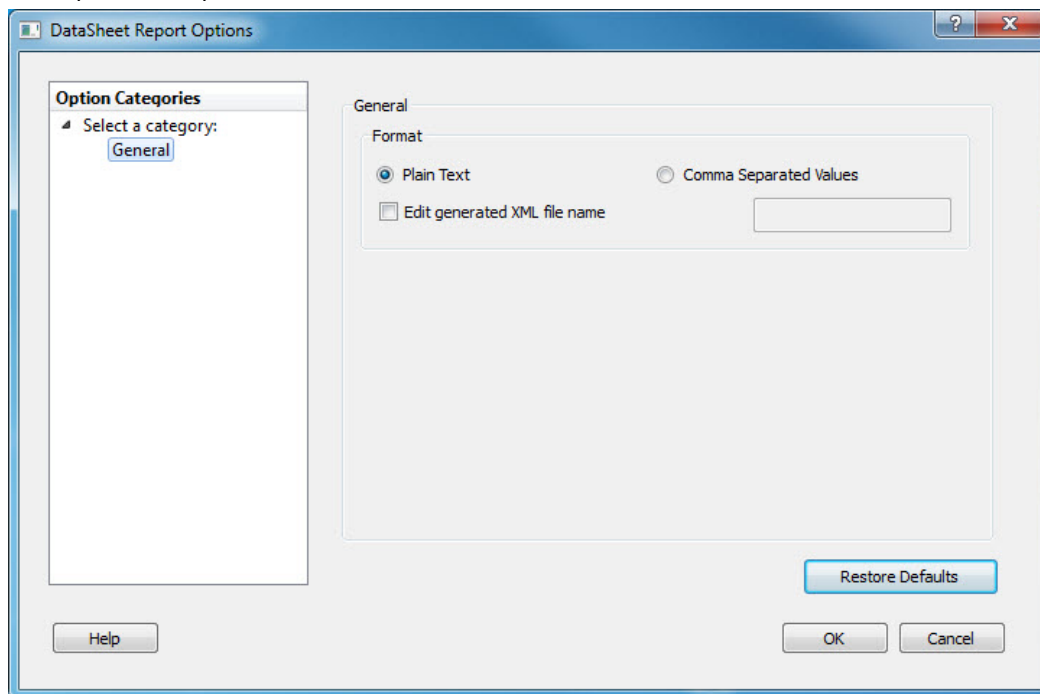 DataSheet Report Options
Option Categories
Select a category:
General
General
Format
Plain Text
Comma Separated Values
Edit generated XML file name
Restore Defaults
Help
OK
Cancel